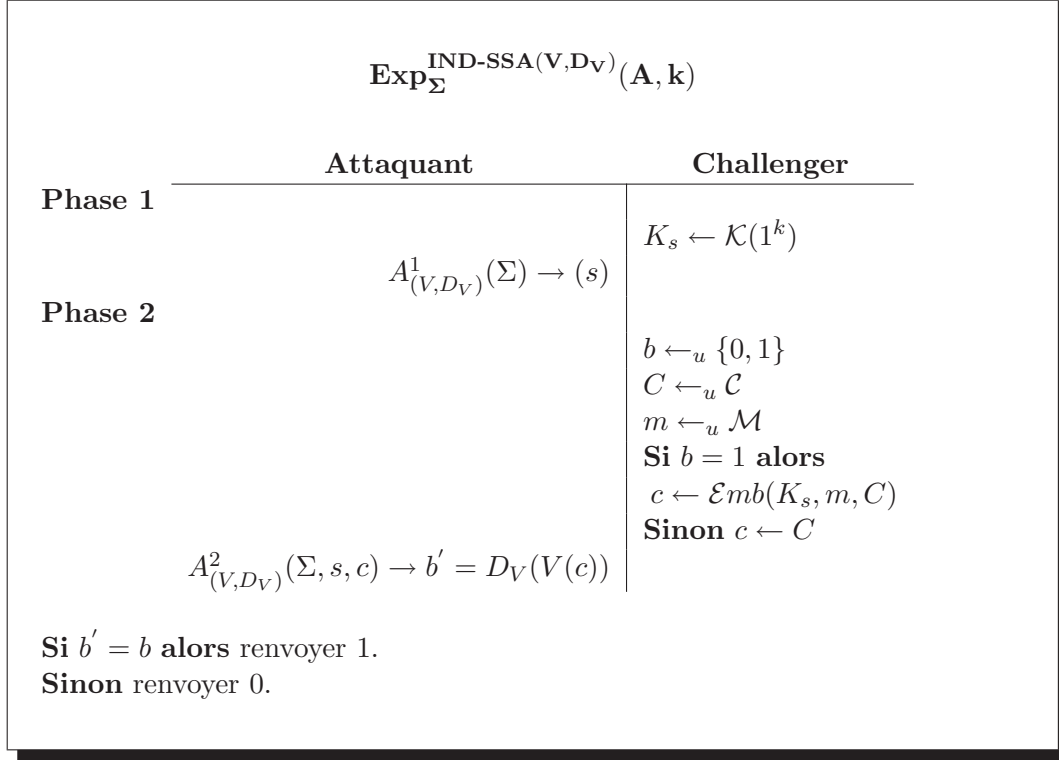 Exp_Σ^{IND-SSA(V,D_V)}(A, k)
Attaquant Challenger
Phase 1
K_s ← 𝒦(1^k)
A^1_{(V,D_V)}(Σ) → (s)
Phase 2
b ←_u {0, 1}
C ←_u 𝒞
m ←_u ℳ
Si b = 1 alors
c ← ℰmb(K_s, m, C)
Sinon c ← C
A^2_{(V,D_V)}(Σ, s, c) → b′ = D_V(V(c))
Si b′ = b alors renvoyer 1.
Sinon renvoyer 0.